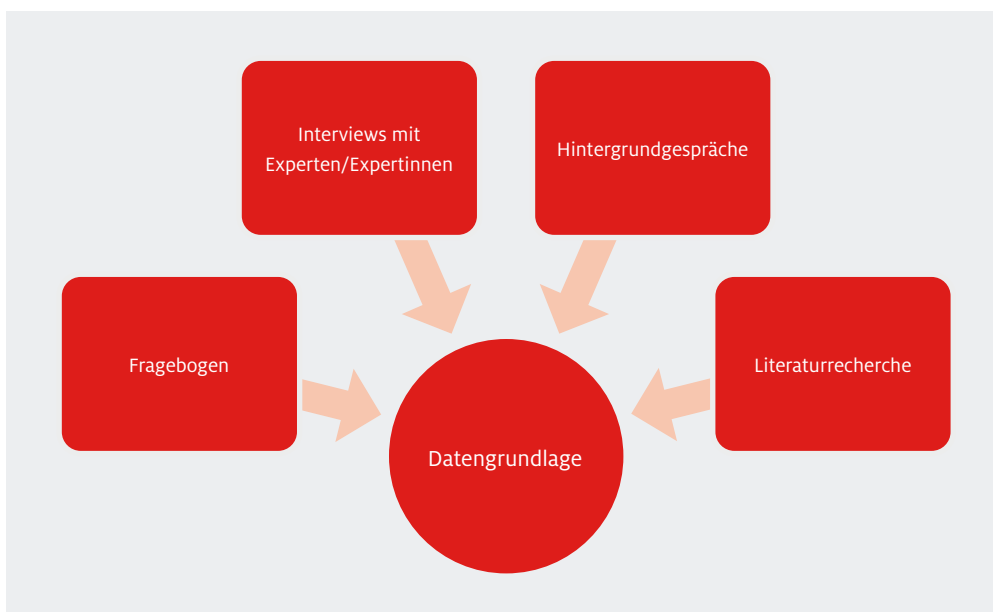 Interviews mit
Experten/Expertinnen
Hintergrundgespräche
Fragebogen
Literaturrecherche
Datengrundlage